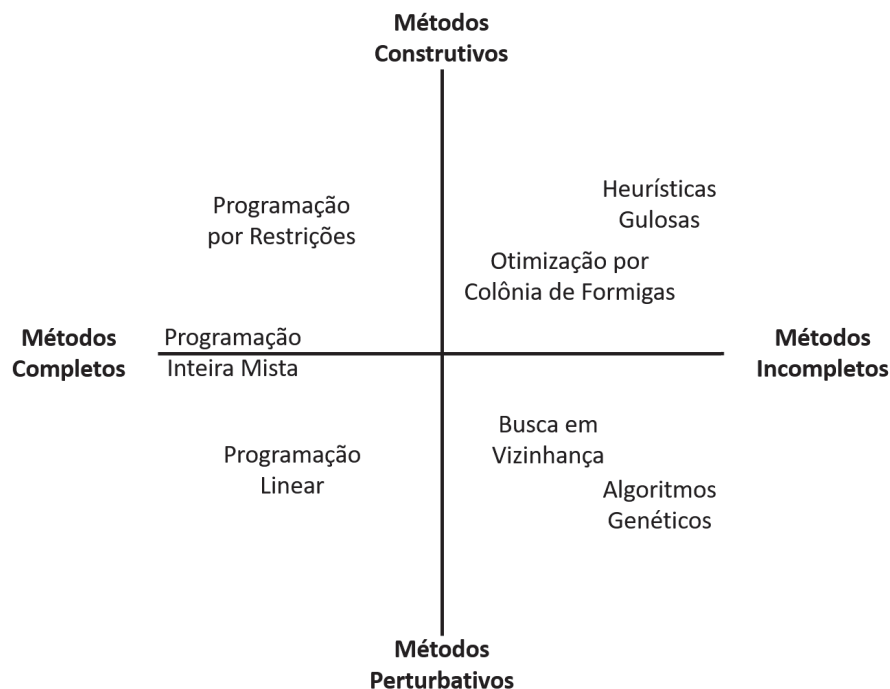 Métodos
Construtivos
Programação
por Restrições
Heurísticas
Gulosas
Otimização por
Colônia de Formigas
Métodos
Completos
Programação
Inteira Mista
Métodos
Incompletos
Programação
Linear
Busca em
Vizinhança
Algoritmos
Genéticos
Métodos
Perturbativos